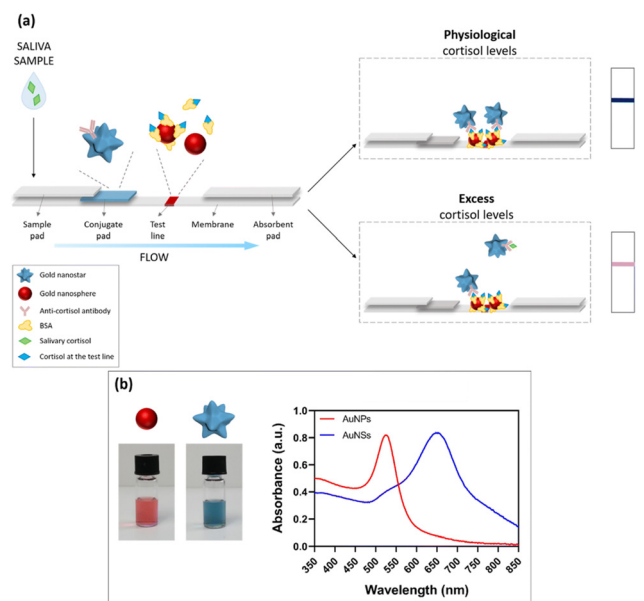 (a)
SALIVA
SAMPLE
Sample
pad
Conjugate
pad
Test
line
Membrane
Absorbent
pad
FLOW
Gold nanostar
Gold nanosphere
Anti-cortisol antibody
BSA
Salivary cortisol
Cortisol at the test line
Physiological
cortisol levels
Excess
cortisol levels
(b)
Absorbance (a.u.)
1.0
0.8
0.6
0.4
0.2
0.0
AuNPs
AuNSs
350 400 450 500 550 600 650 700 750 800 850
Wavelength (nm)